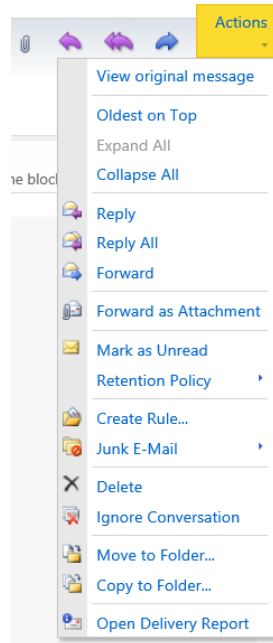 Actions
View original message
Oldest on Top
Expand All
Collapse All
Reply
Reply All
Forward
Forward as Attachment
Mark as Unread
Retention Policy
Create Rule...
Junk E-Mail
Delete
Ignore Conversation
Move to Folder...
Copy to Folder...
Open Delivery Report